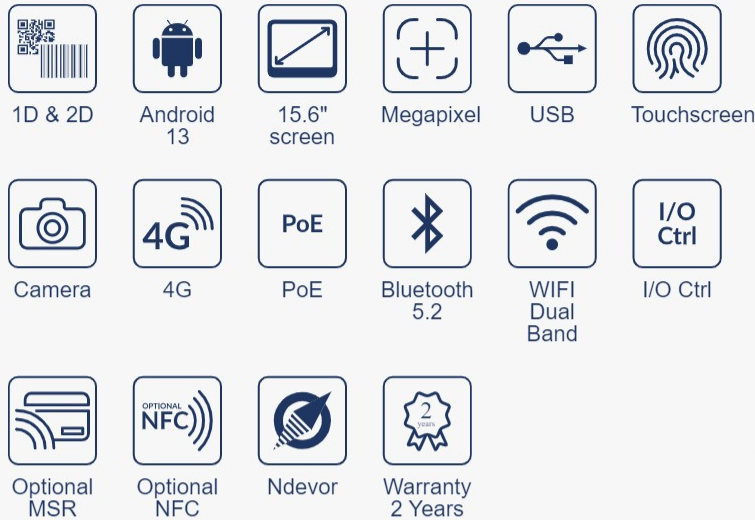 1D & 2D
Android
13
15.6"
screen
Megapixel
USB
Touchscreen
4G
PoE
I/O
Ctrl
Camera
4G
PoE
Bluetooth
5.2
WIFI
Dual
Band
I/O Ctrl
OPTIONAL
NFC
2
years
Optional
MSR
Optional
NFC
Ndevor
Warranty
2 Years